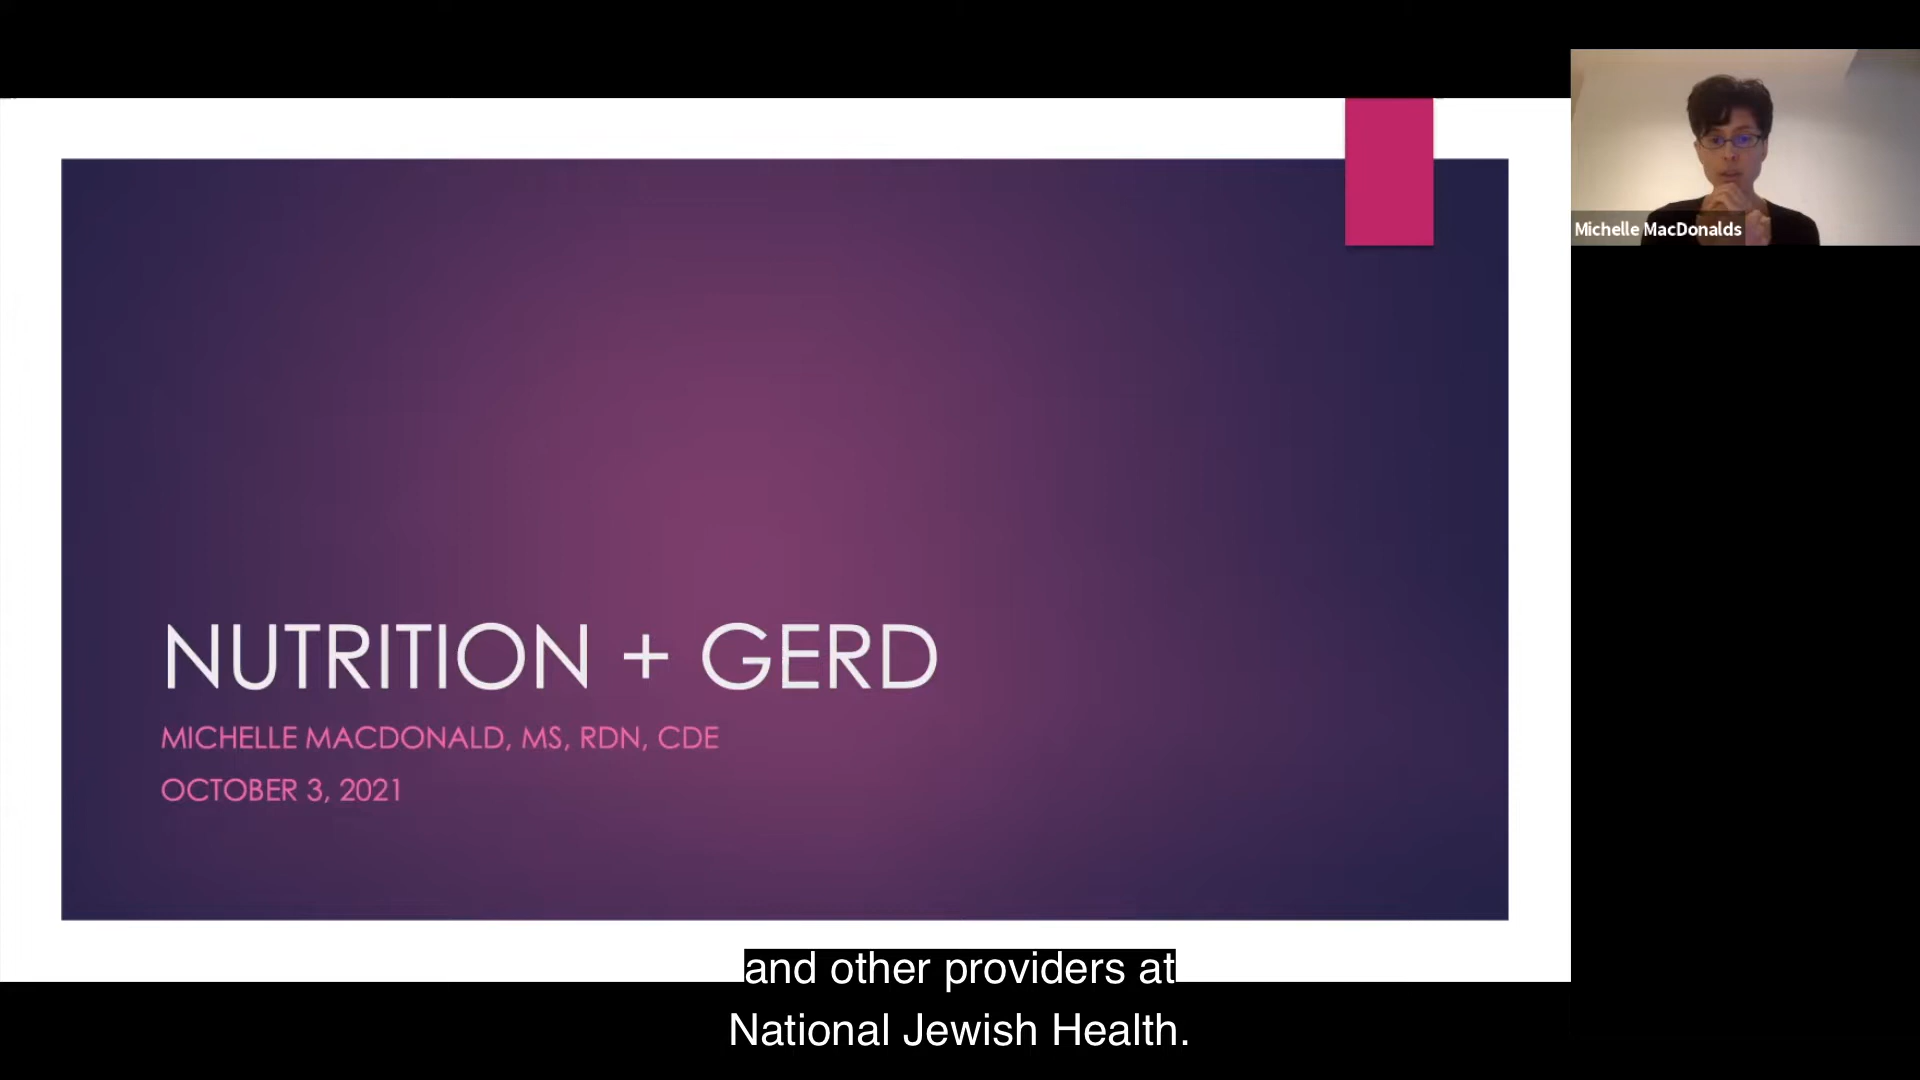 Michelle MacDonalds
NUTRITION + GERD
MICHELLE MACDONALD, MS, RDN, CDE
OCTOBER 3, 2021
and other providers at
National Jewish Health.